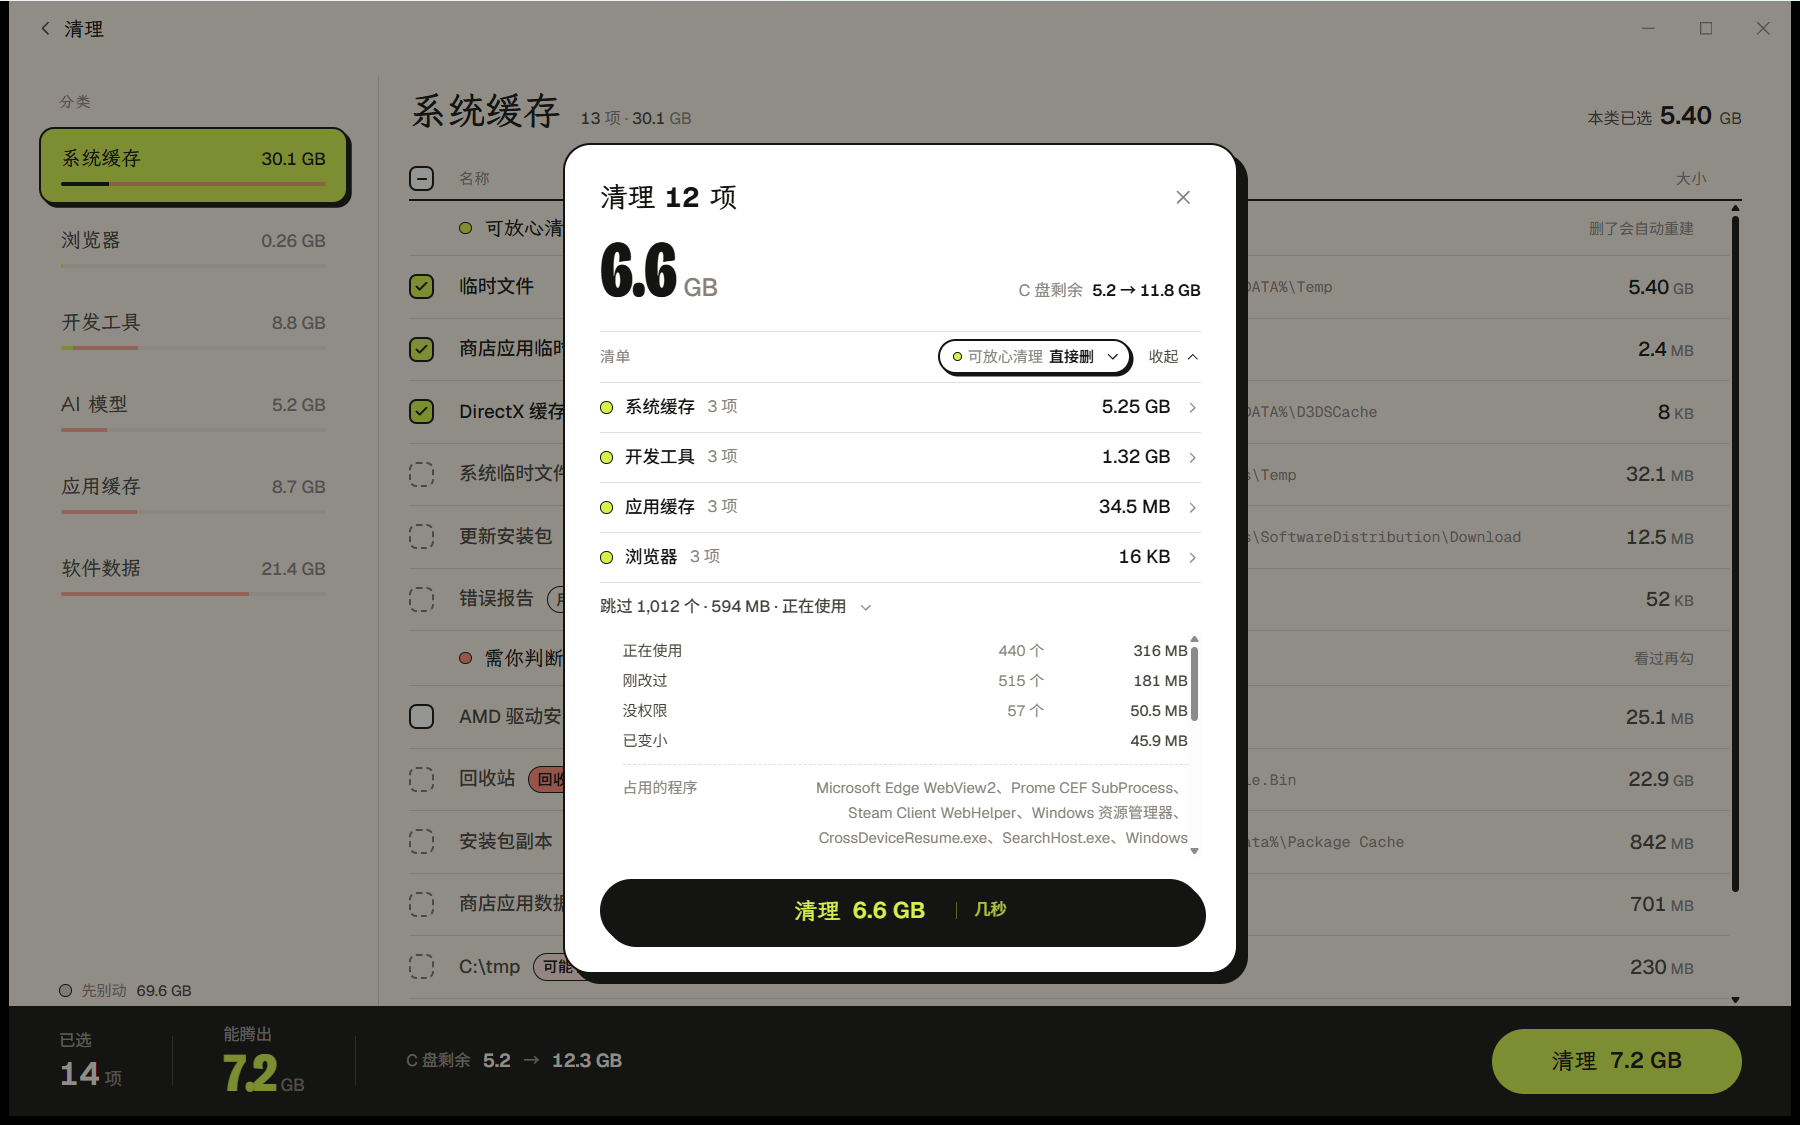 清理
分类
系统缓存 30.1 GB
浏览器 0.26 GB
开发工具 8.8 GB
AI 模型 5.2 GB
应用缓存 8.7 GB
软件数据 21.4 GB
先别动 69.6 GB
系统缓存 13 项 · 30.1 GB
本类已选 5.40 GB
名称 大小
可放心清 删了会自动重建
临时文件 DATA%\Temp 5.40 GB
商店应用临时 2.4 MB
DirectX 缓存 DATA%\D3DSCache 8 KB
系统临时文件 s\Temp 32.1 MB
更新安装包 s\SoftwareDistribution\Download 12.5 MB
错误报告 52 KB
需你判断 看过再勾
AMD 驱动安 25.1 MB
回收站 回收 le.Bin 22.9 GB
安装包副本 ata%\Package Cache 842 MB
商店应用数据 701 MB
C:\tmp 可能 230 MB
清理 12 项
6.6 GB
C 盘剩余 5.2 → 11.8 GB
清单 可放心清理 直接删 收起
系统缓存 3 项 5.25 GB
开发工具 3 项 1.32 GB
应用缓存 3 项 34.5 MB
浏览器 3 项 16 KB
跳过 1,012 个 · 594 MB · 正在使用
正在使用 440 个 316 MB
刚改过 515 个 181 MB
没权限 57 个 50.5 MB
已变小 45.9 MB
占用的程序 Microsoft Edge WebView2、Prome CEF SubProcess、
Steam Client WebHelper、Windows 资源管理器、
CrossDeviceResume.exe、SearchHost.exe、Windows
清理 6.6 GB 几秒
已选
14 项
能腾出
7.2 GB
C 盘剩余 5.2 → 12.3 GB
清理 7.2 GB